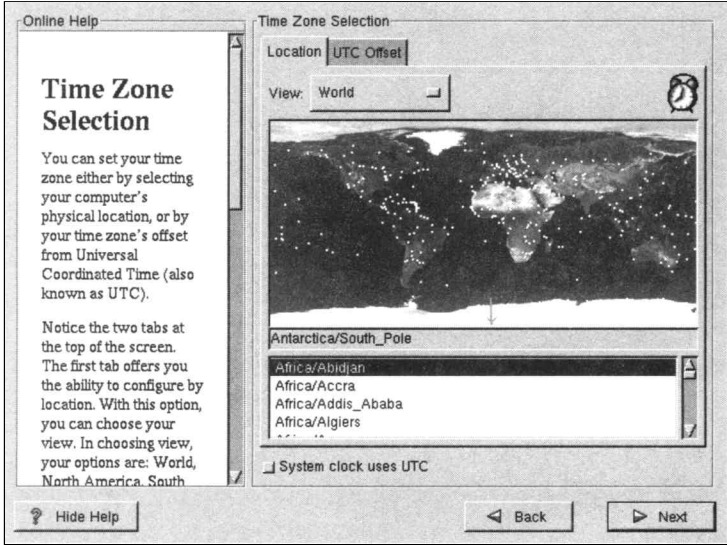 Online Help
Time Zone
Selection
You can set your time
zone either by selecting
your computer's
physical location, or by
your time zone's offset
from Universal
Coordinated Time (also
known as UTC).
Notice the two tabs at
the top of the screen.
The first tab offers you
the ability to configure by
location. With this option,
you can choose your
view. In choosing view,
your options are: World,
North America, South
Time Zone Selection
Location
UTC Offset
View: World
Antarctica/South_Pole
Africa/Abidjan
Africa/Accra
Africa/Addis_Ababa
Africa/Algiers
System clock uses UTC
? Hide Help
Back
Next